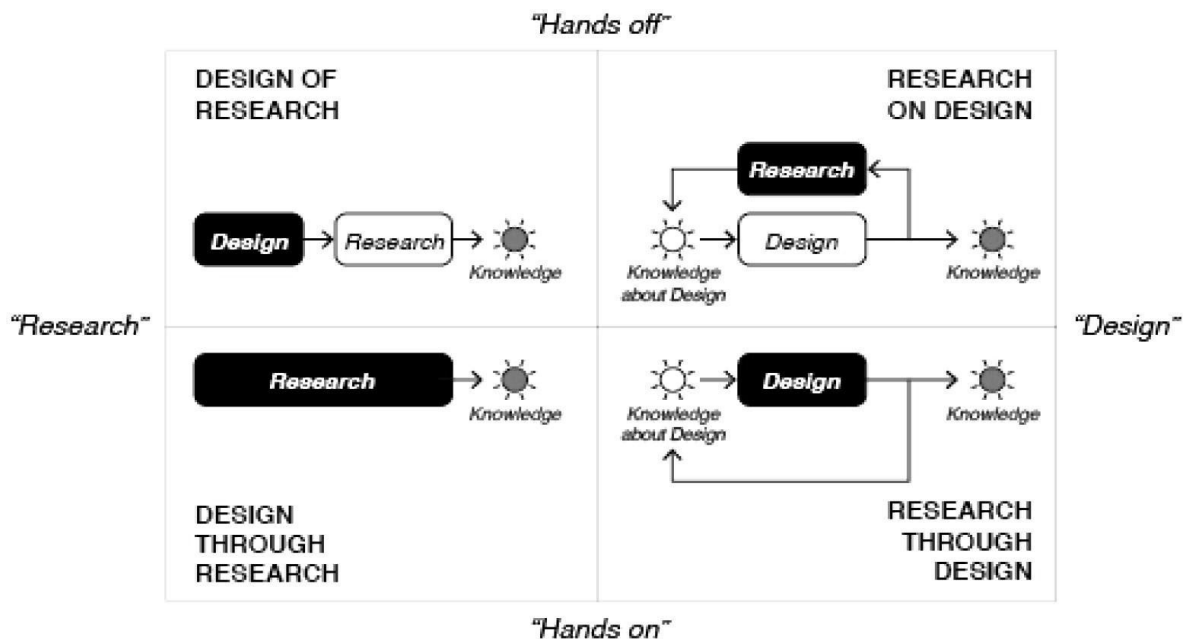 “Hands off”
DESIGN OF
RESEARCH
Design
Research
Knowledge
RESEARCH
ON DESIGN
Research
Knowledge
about Design
Design
Knowledge
“Research”
“Design”
Research
Knowledge
DESIGN
THROUGH
RESEARCH
Knowledge
about Design
Design
Knowledge
RESEARCH
THROUGH
DESIGN
“Hands on”